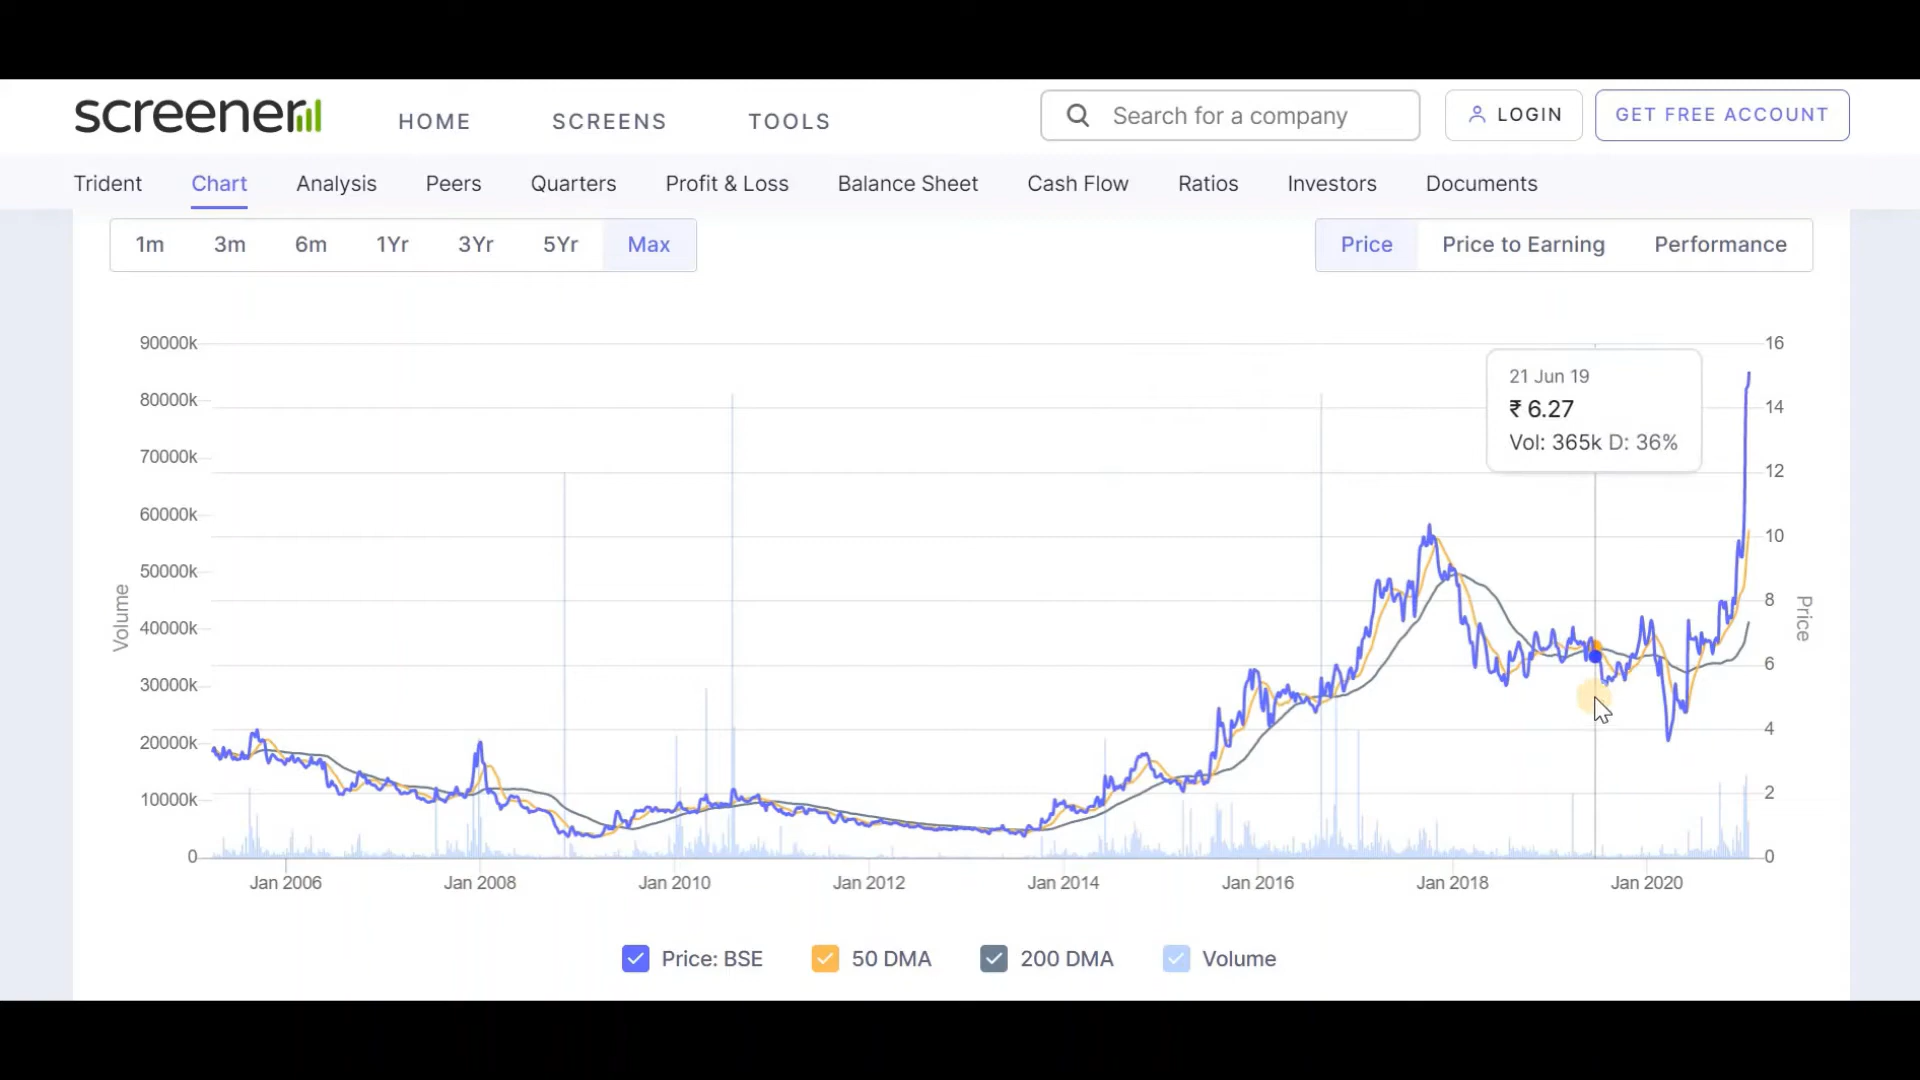 screener
HOME SCREENS TOOLS
Search for a company
LOGIN
GET FREE ACCOUNT
Trident Chart Analysis Peers Quarters Profit & Loss Balance Sheet Cash Flow Ratios Investors Documents
1m 3m 6m 1Yr 3Yr 5Yr Max
Price Price to Earning Performance
90000k
80000k
70000k
60000k
50000k
40000k
30000k
20000k
10000k
0
Volume
21 Jun 19
₹ 6.27
Vol: 365k D: 36%
16
14
12
10
8
6
4
2
0
Price
Jan 2006 Jan 2008 Jan 2010 Jan 2012 Jan 2014 Jan 2016 Jan 2018 Jan 2020
Price: BSE 50 DMA 200 DMA Volume